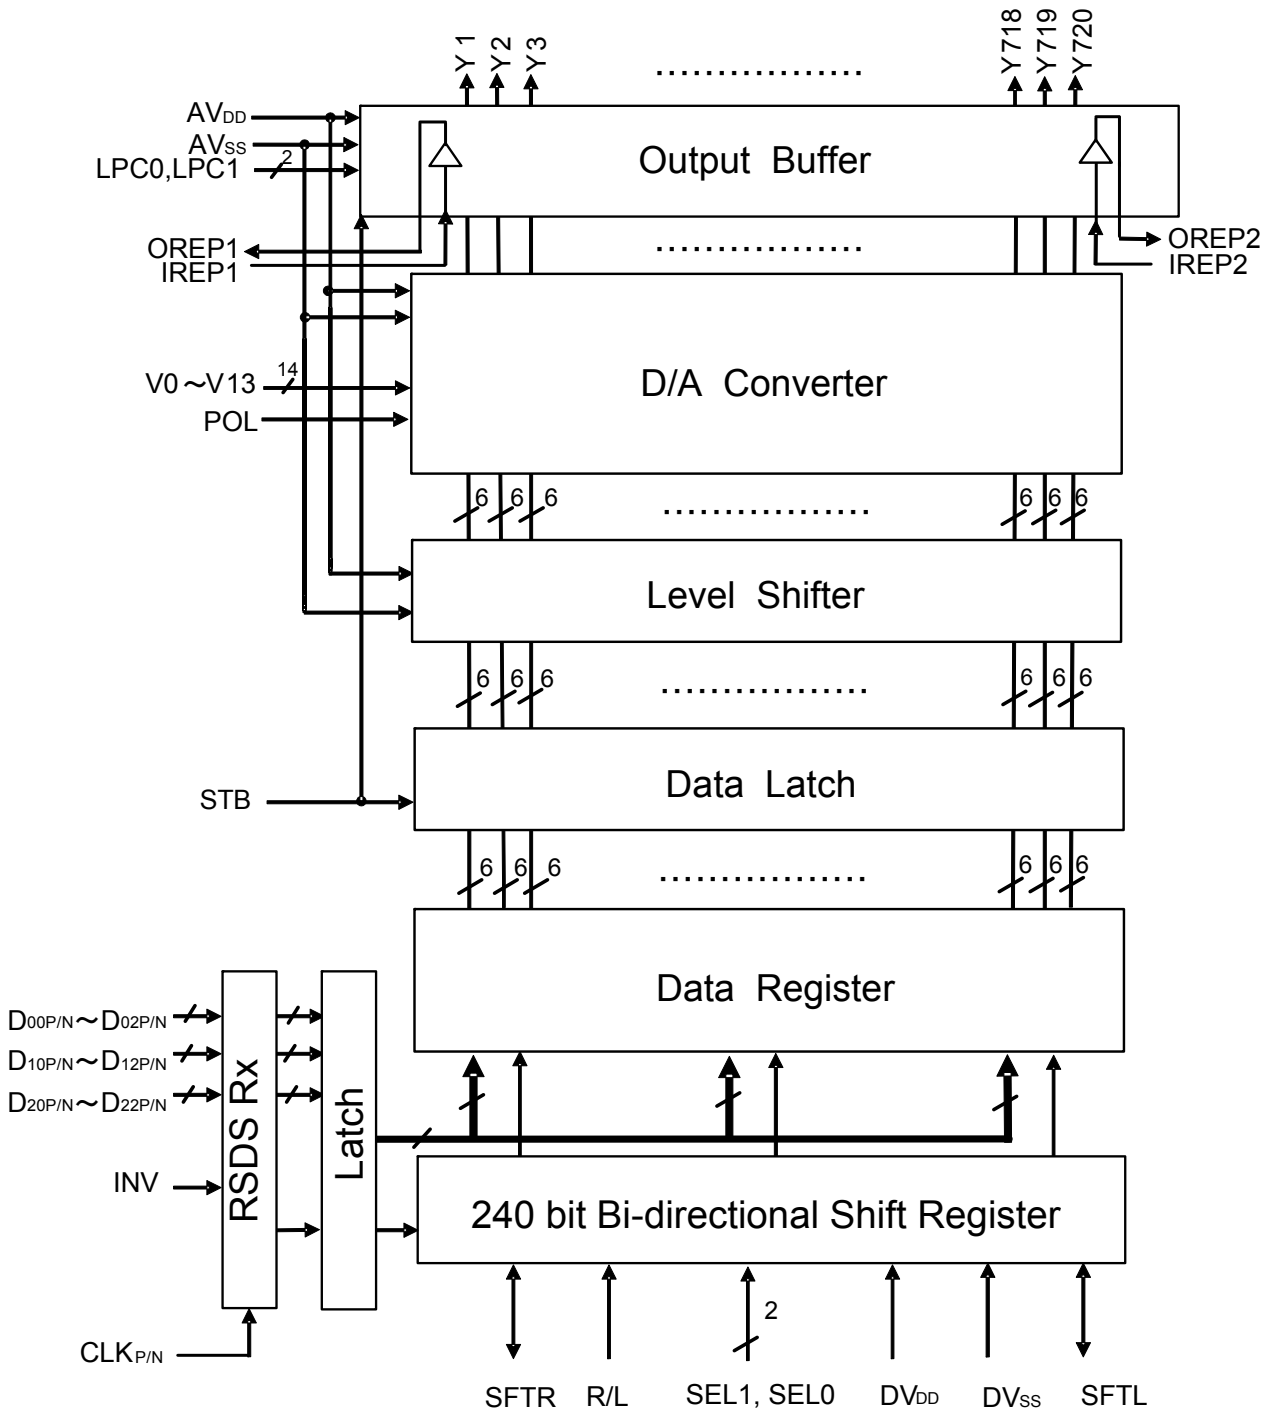 Y1 Y2 Y3 ................. Y718 Y719 Y720
AVDD
AVSS
LPC0,LPC1 2
Output Buffer
OREP1 ................. OREP2
IREP1 IREP2
V0～V13 14
D/A Converter
POL
6 6 6 ................. 6 6 6
Level Shifter
6 6 6 ................. 6 6 6
Data Latch
STB
6 6 6 ................. 6 6 6
Data Register
D00P/N～D02P/N
D10P/N～D12P/N
D20P/N～D22P/N
RSDS Rx
Latch
INV
240 bit Bi-directional Shift Register
2
CLKP/N
SFTR R/L SEL1, SEL0 DVDD DVSS SFTL